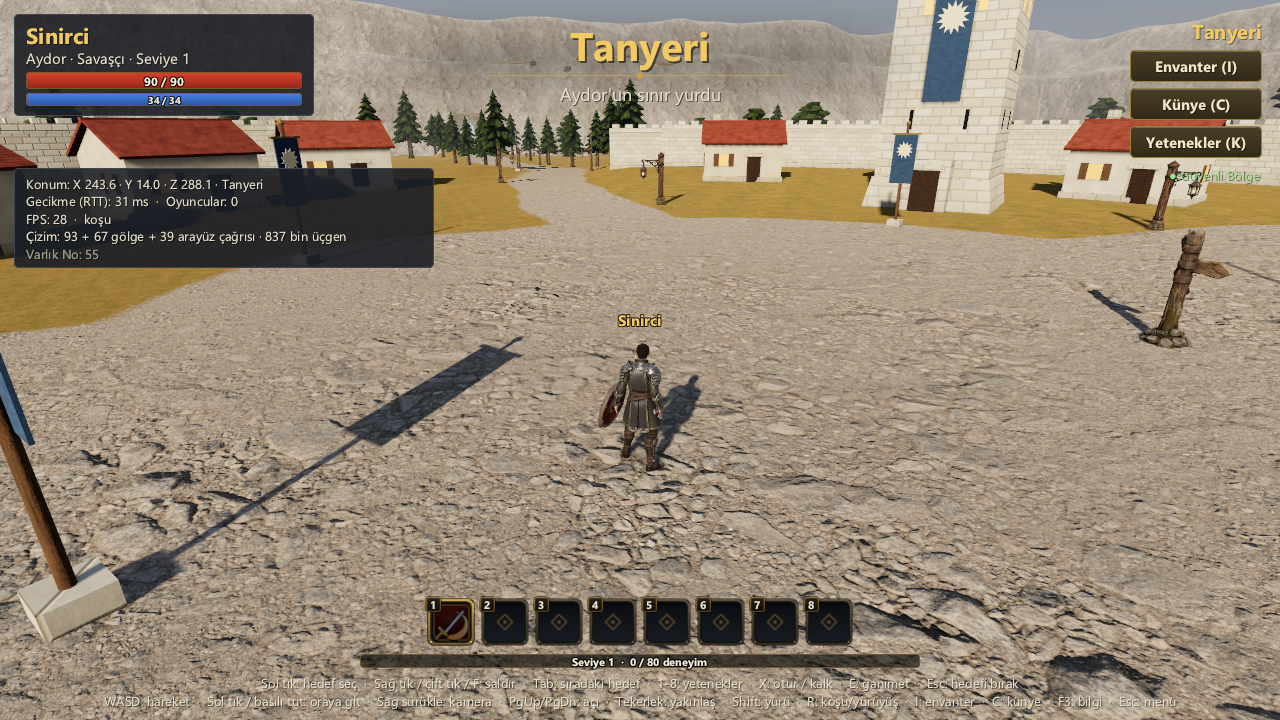 Sinirci
Aydor · Savaşçı · Seviye 1
90 / 90
34 / 34
Tanyeri
Aydor'un sınır yurdu
Tanyeri
Envanter (I)
Künye (C)
Yetenekler (K)
Güvenli Bölge
Konum: X 243.6 · Y 14.0 · Z 288.1 · Tanyeri
Gecikme (RTT): 31 ms · Oyuncular: 0
FPS: 28 · koşu
Çizim: 93 + 67 gölge + 39 arayüz çağrısı · 837 bin üçgen
Varlık No: 55
Sinirci
1 2 3 4 5 6 7 8
Seviye 1 · 0 / 80 deneyim
Sol tık: hedef seç · Sağ tık / çift tık / F: saldır · Tab: sıradaki hedef · 1-8: yetenekler · X: otur / kalk · E: ganimet · Esc: hedefi bırak
WASD: hareket · Sol tık / basılı tut: oraya git · Sağ sürükle: kamera · PgUp/PgDn: açı · Tekerlek: yakınlaş · Shift: yürü · R: koşu/yürüyüş · I: envanter · C: künye · F3: bilgi · Esc: menü